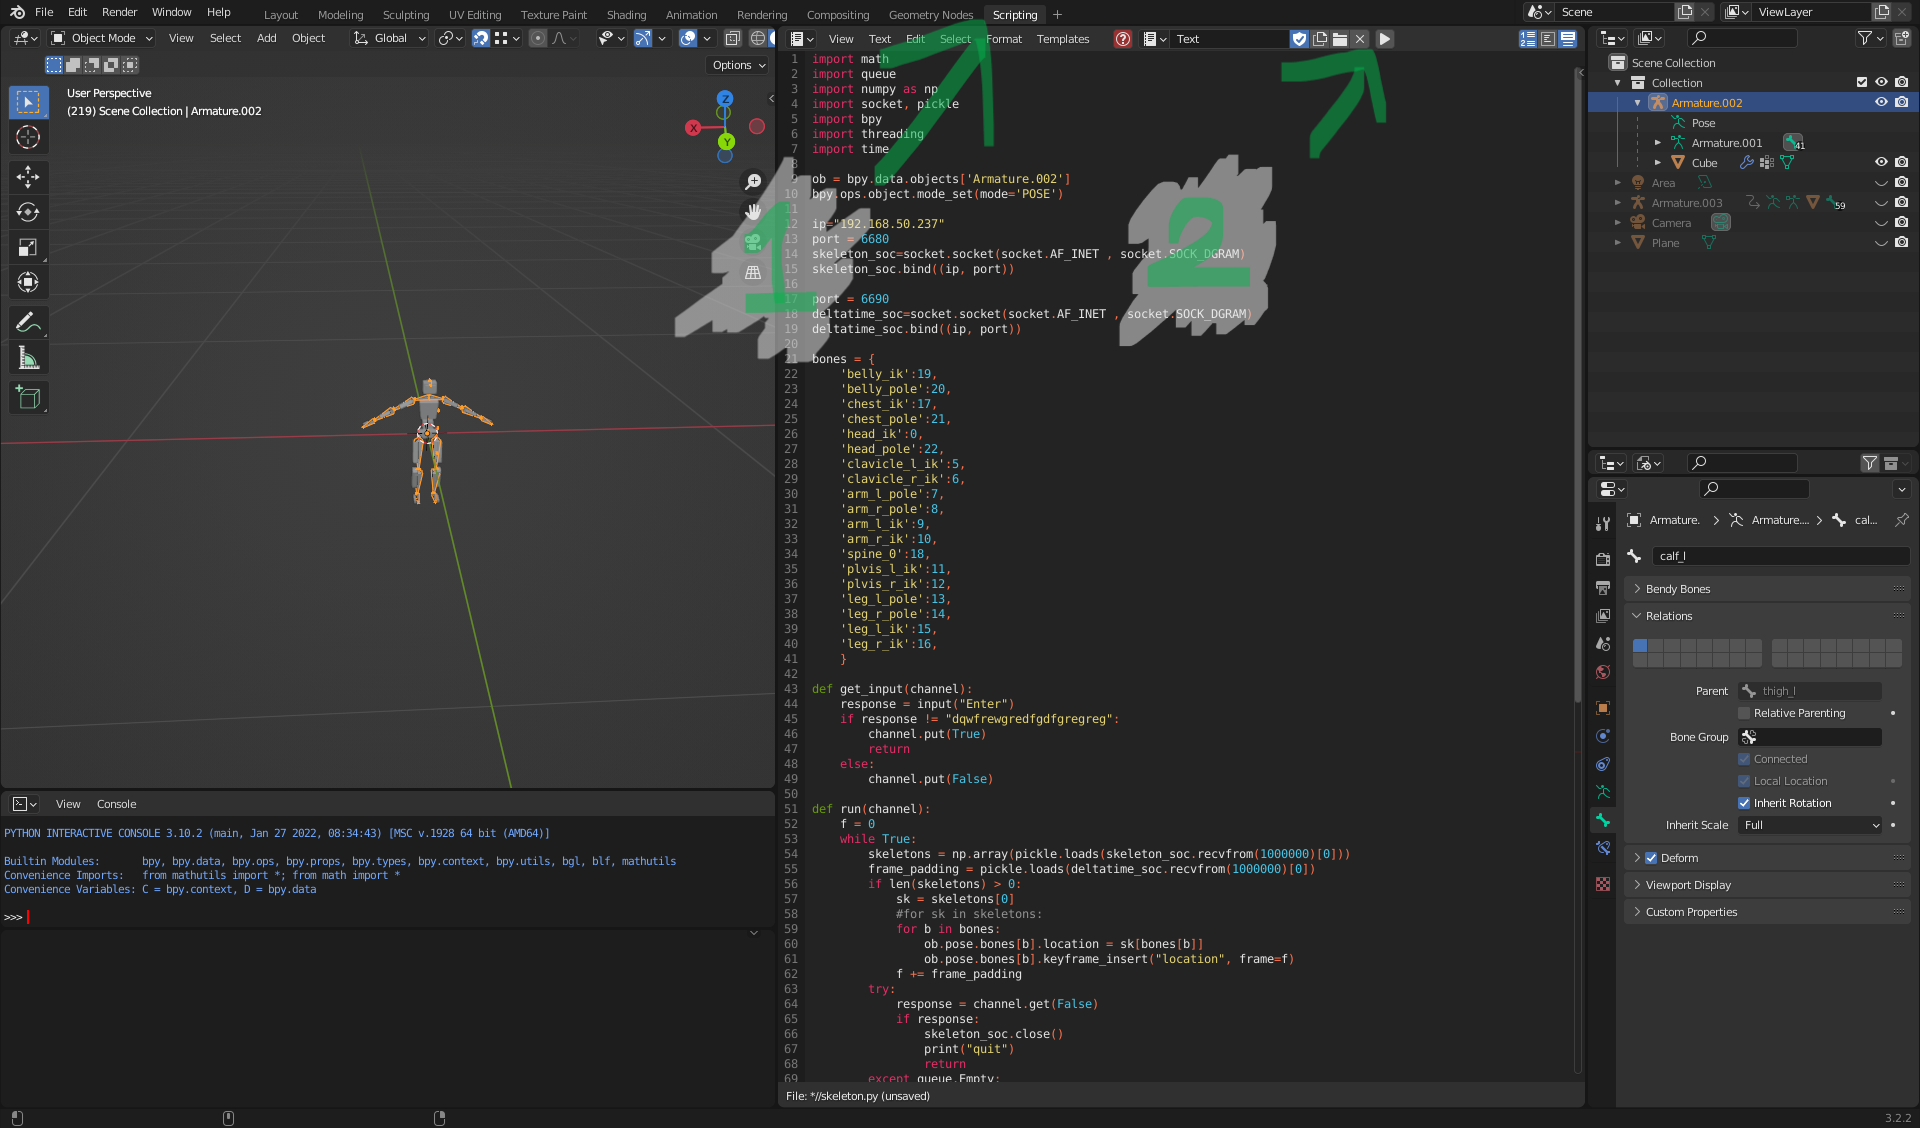 File Edit Render Window Help Layout Modeling Sculpting UV Editing Texture Paint Shading Animation Rendering Compositing Geometry Nodes Scripting + Scene ViewLayer
Object Mode View Select Add Object Global View Text Edit Select Format Templates Text
Options
User Perspective
(219) Scene Collection | Armature.002
Z
X
Y
1
2
1 import math
2 import queue
3 import numpy as np
4 import socket, pickle
5 import bpy
6 import threading
7 import time
8
9 ob = bpy.data.objects['Armature.002']
10 bpy.ops.object.mode_set(mode='POSE')
11
12 ip="192.168.50.237"
13 port = 6680
14 skeleton_soc=socket.socket(socket.AF_INET , socket.SOCK_DGRAM)
15 skeleton_soc.bind((ip, port))
16
17 port = 6690
18 deltatime_soc=socket.socket(socket.AF_INET , socket.SOCK_DGRAM)
19 deltatime_soc.bind((ip, port))
20
21 bones = {
22 'belly_ik':19,
23 'belly_pole':20,
24 'chest_ik':17,
25 'chest_pole':21,
26 'head_ik':0,
27 'head_pole':22,
28 'clavicle_l_ik':5,
29 'clavicle_r_ik':6,
30 'arm_l_pole':7,
31 'arm_r_pole':8,
32 'arm_l_ik':9,
33 'arm_r_ik':10,
34 'spine_0':18,
35 'plvis_l_ik':11,
36 'plvis_r_ik':12,
37 'leg_l_pole':13,
38 'leg_r_pole':14,
39 'leg_l_ik':15,
40 'leg_r_ik':16,
41 }
42
43 def get_input(channel):
44 response = input("Enter")
45 if response != "dqwfrewgredfgdfgregreg":
46 channel.put(True)
47 return
48 else:
49 channel.put(False)
50
51 def run(channel):
52 f = 0
53 while True:
54 skeletons = np.array(pickle.loads(skeleton_soc.recvfrom(1000000)[0]))
55 frame_padding = pickle.loads(deltatime_soc.recvfrom(1000000)[0])
56 if len(skeletons) > 0:
57 sk = skeletons[0]
58 #for sk in skeletons:
59 for b in bones:
60 ob.pose.bones[b].location = sk[bones[b]]
61 ob.pose.bones[b].keyframe_insert("location", frame=f)
62 f += frame_padding
63 try:
64 response = channel.get(False)
65 if response:
66 skeleton_soc.close()
67 print("quit")
68 return
69 except queue.Empty:
File: *//skeleton.py (unsaved)
View Console
PYTHON INTERACTIVE CONSOLE 3.10.2 (main, Jan 27 2022, 08:34:43) [MSC v.1928 64 bit (AMD64)]
Builtin Modules: bpy, bpy.data, bpy.ops, bpy.props, bpy.types, bpy.context, bpy.utils, bgl, blf, mathutils
Convenience Imports: from mathutils import *; from math import *
Convenience Variables: C = bpy.context, D = bpy.data
>>>
Scene Collection
Collection
Armature.002
Pose
Armature.001 41
Cube
Area
Armature.003 59
Camera
Plane
Armature. > Armature.... > cal...
calf_l
Bendy Bones
Relations
Parent thigh_l
Relative Parenting
Bone Group
Connected
Local Location
Inherit Rotation
Inherit Scale Full
Deform
Viewport Display
Custom Properties
3.2.2